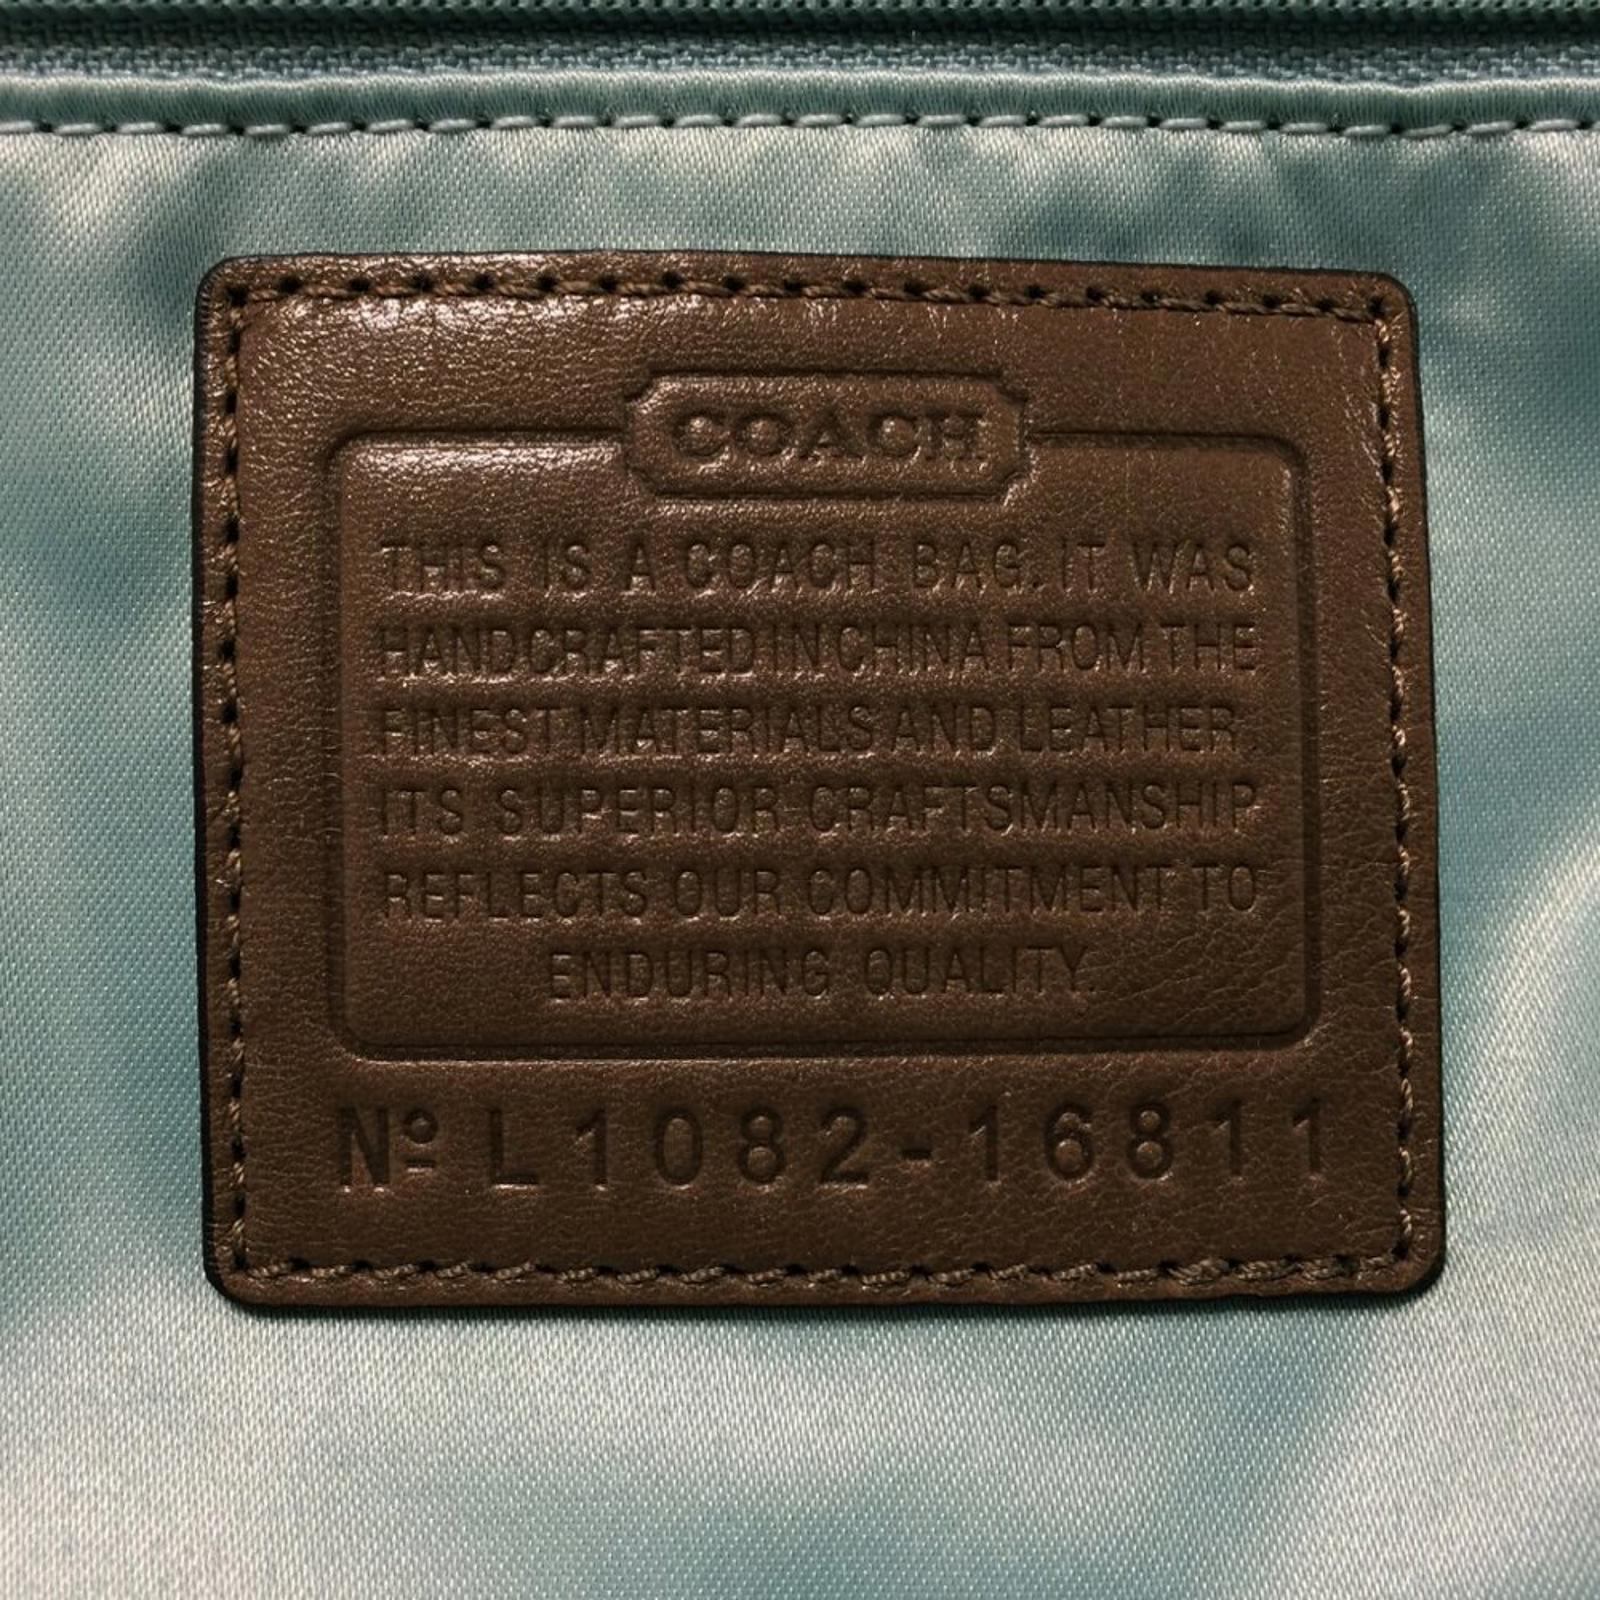 COACH
THIS IS A COACH BAG. IT WAS
HANDCRAFTED IN CHINA FROM THE
FINEST MATERIALS AND LEATHER.
ITS SUPERIOR CRAFTSMANSHIP
REFLECTS OUR COMMITMENT TO
ENDURING QUALITY.
Nº L1082-16811